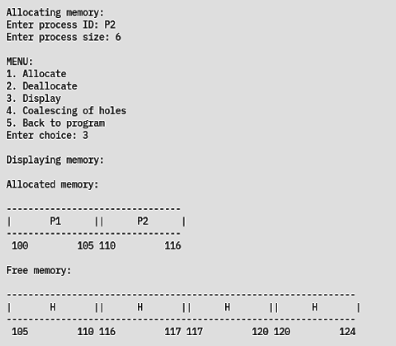 Allocating memory:
Enter process ID: P2
Enter process size: 6
MENU:
1. Allocate
2. Deallocate
3. Display
4. Coalescing of holes
5. Back to program
Enter choice: 3
Displaying memory:
Allocated memory:
--------------------------------
|       P1      ||      P2      |
--------------------------------
100         105 110         116
Free memory:
----------------------------------------------------------------
|       H       ||      H       ||      H       ||      H       |
----------------------------------------------------------------
105         110 116         117 117         120 120         124